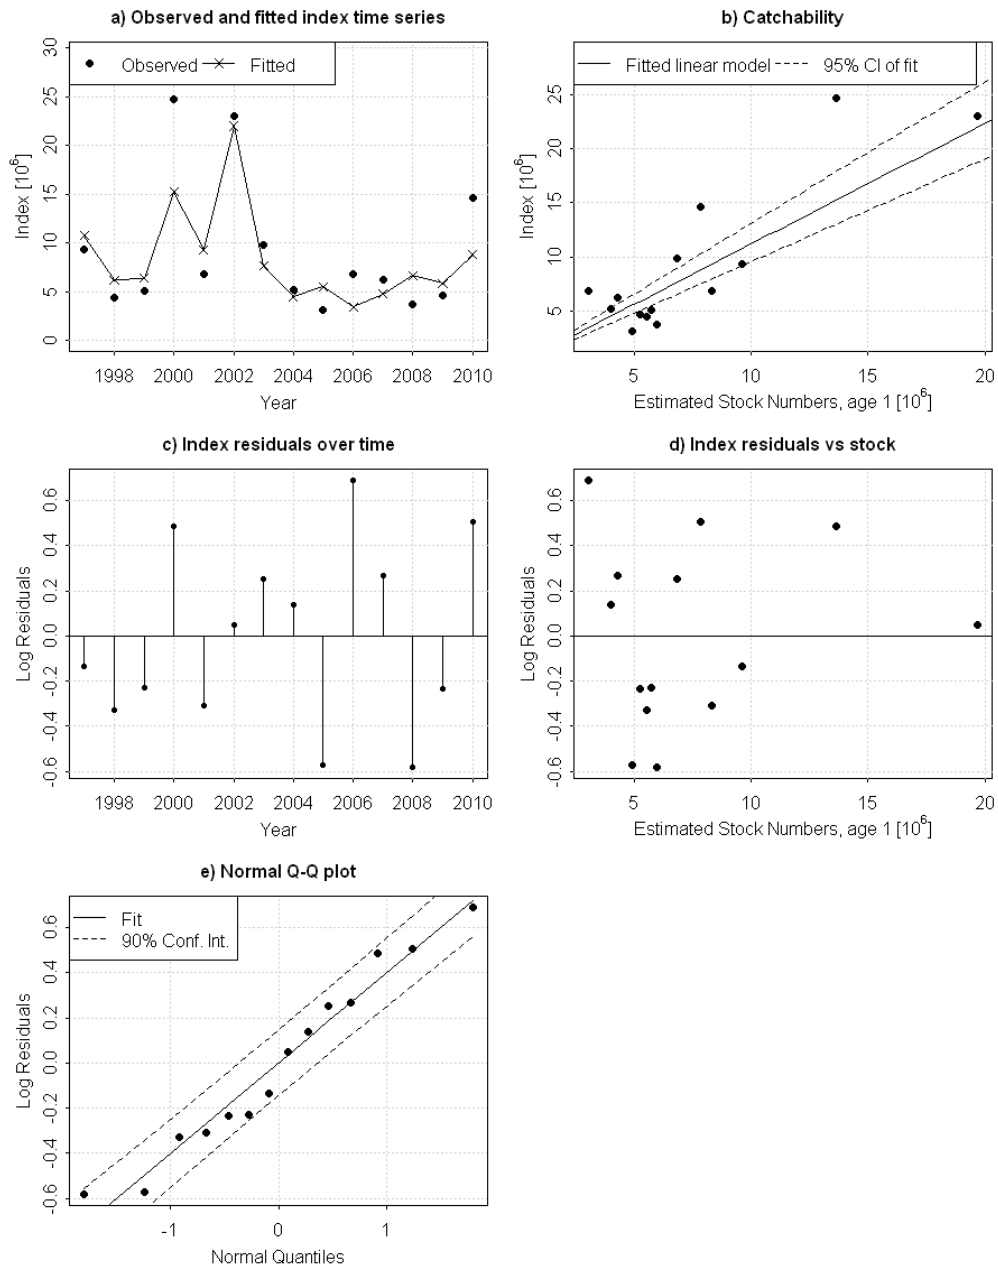 a) Observed and fitted index time series
Observed
Fitted
Index [10^6]
30
25
20
15
10
5
0
1998 2000 2002 2004 2006 2008 2010
Year
b) Catchability
Fitted linear model
95% CI of fit
Index [10^6]
25
20
15
10
5
5 10 15 20
Estimated Stock Numbers, age 1 [10^6]
c) Index residuals over time
Log Residuals
0.6
0.4
0.2
0.0
-0.2
-0.4
-0.6
1998 2000 2002 2004 2006 2008 2010
Year
d) Index residuals vs stock
Log Residuals
0.6
0.4
0.2
0.0
-0.2
-0.4
-0.6
5 10 15 20
Estimated Stock Numbers, age 1 [10^6]
e) Normal Q-Q plot
Fit
90% Conf. Int.
Log Residuals
0.6
0.4
0.2
0.0
-0.2
-0.4
-0.6
-1 0 1
Normal Quantiles